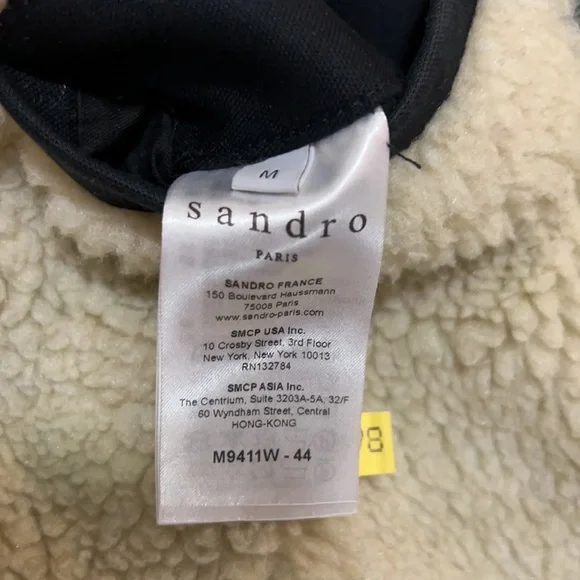 M
sandro
PARIS
SANDRO FRANCE
150 Boulevard Haussmann
75008 Paris
www.sandro-paris.com
SMCP USA Inc.
10 Crosby Street, 3rd Floor
New York, New York 10013
RN132784
SMCP ASIA Inc.
The Centrium, Suite 3203A-5A, 32/F
60 Wyndham Street, Central
HONG-KONG
M9411W - 44